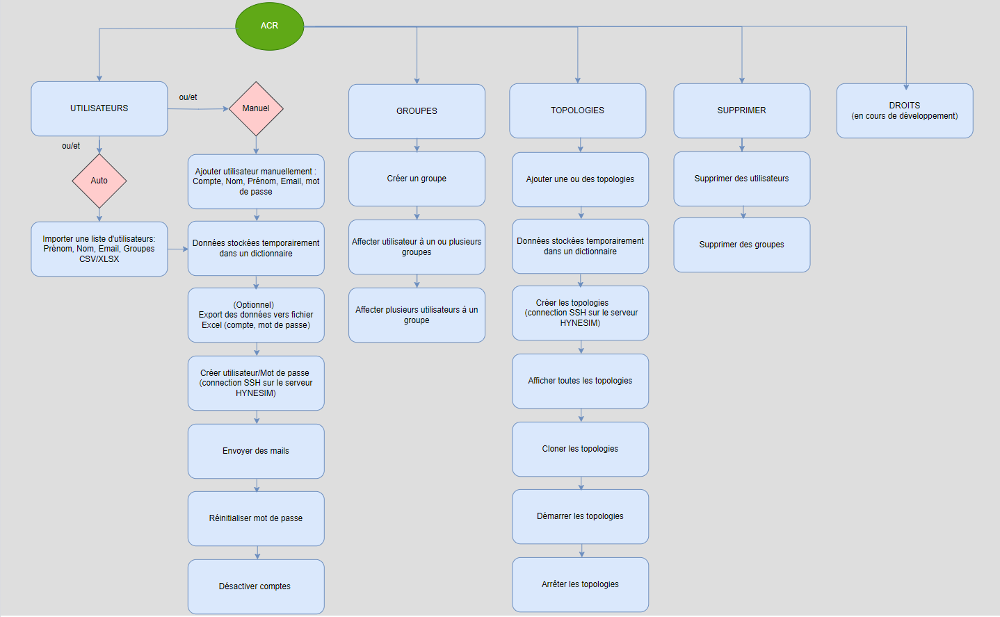 ACR
UTILISATEURS
ou/et
Manuel
ou/et
Auto
Importer une liste d'utilisateurs:
Prénom, Nom, Email, Groupes
CSV/XLSX
Ajouter utilisateur manuellement :
Compte, Nom, Prénom, Email, mot
de passe
Données stockées temporairement
dans un dictionnaire
(Optionnel)
Export des données vers fichier
Excel (compte, mot de passe)
Créer utilisateur/Mot de passe
(connection SSH sur le serveur
HYNESIM)
Envoyer des mails
Réinitialiser mot de passe
Désactiver comptes
GROUPES
Créer un groupe
Affecter utilisateur à un ou plusieurs
groupes
Affecter plusieurs utilisateurs à un
groupe
TOPOLOGIES
Ajouter une ou des topologies
Données stockées temporairement
dans un dictionnaire
Créer les topologies
(connection SSH sur le serveur
HYNESIM)
Afficher toutes les topologies
Cloner les topologies
Démarrer les topologies
Arrêter les topologies
SUPPRIMER
Supprimer des utilisateurs
Supprimer des groupes
DROITS
(en cours de développement)